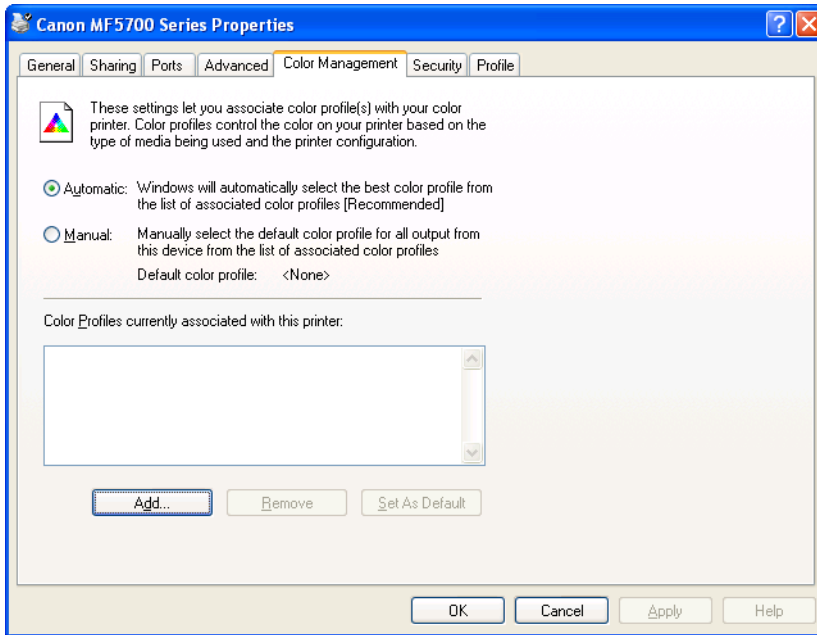 Canon MF5700 Series Properties
General Sharing Ports Advanced Color Management Security Profile
These settings let you associate color profile(s) with your color
printer. Color profiles control the color on your printer based on the
type of media being used and the printer configuration.
Automatic: Windows will automatically select the best color profile from
the list of associated color profiles [Recommended]
Manual: Manually select the default color profile for all output from
this device from the list of associated color profiles
Default color profile: <None>
Color Profiles currently associated with this printer:
Add... Remove Set As Default
OK Cancel Apply Help